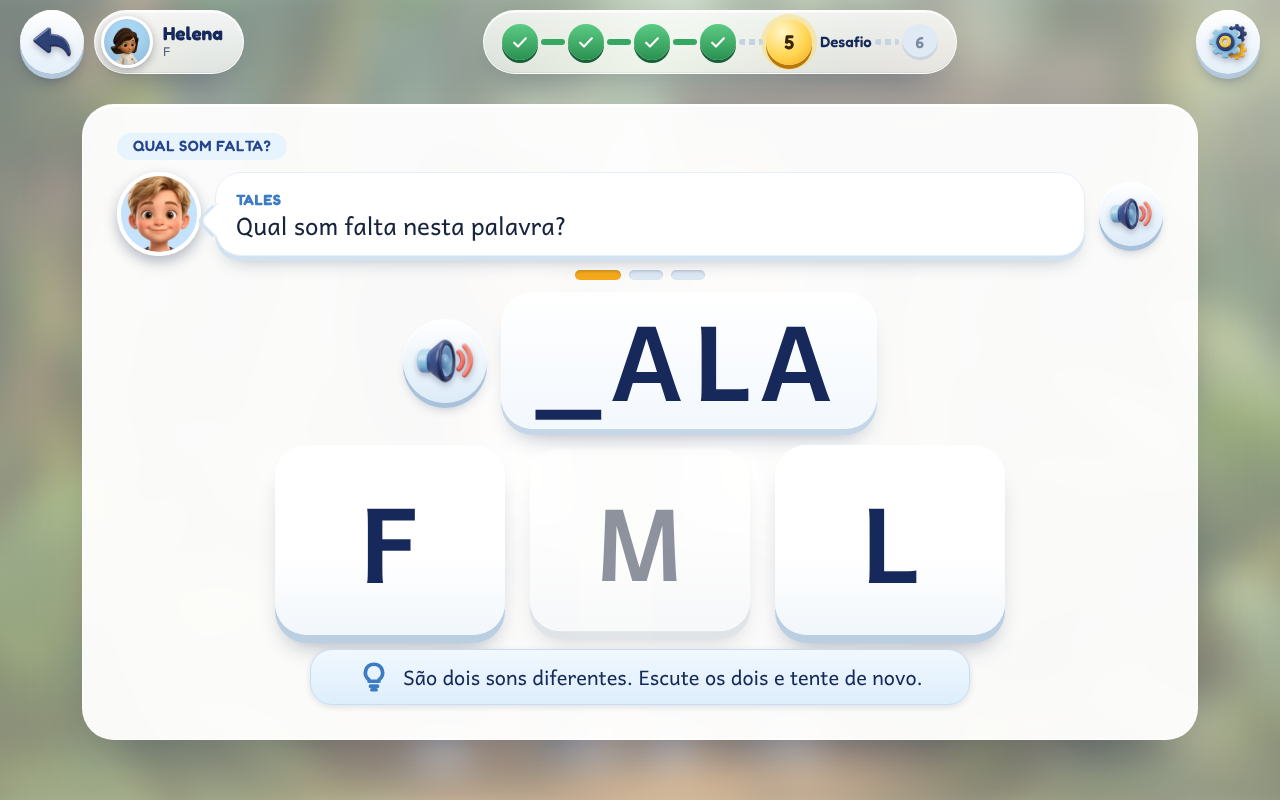 Helena
F
5
Desafio
6
QUAL SOM FALTA?
TALES
Qual som falta nesta palavra?
_ALA
F
M
L
São dois sons diferentes. Escute os dois e tente de novo.